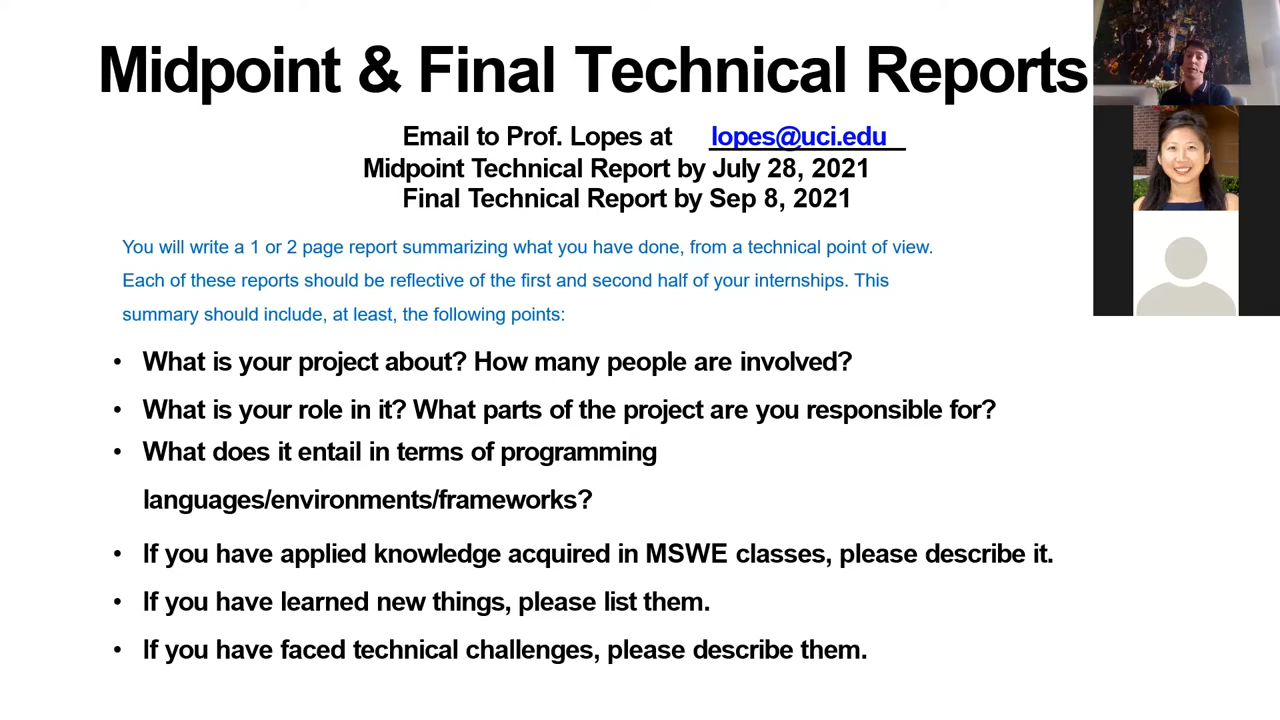 Midpoint & Final Technical Reports
Email to Prof. Lopes at lopes@uci.edu
Midpoint Technical Report by July 28, 2021
Final Technical Report by Sep 8, 2021
You will write a 1 or 2 page report summarizing what you have done, from a technical point of view.
Each of these reports should be reflective of the first and second half of your internships. This
summary should include, at least, the following points:
• What is your project about? How many people are involved?
• What is your role in it? What parts of the project are you responsible for?
• What does it entail in terms of programming
languages/environments/frameworks?
• If you have applied knowledge acquired in MSWE classes, please describe it.
• If you have learned new things, please list them.
• If you have faced technical challenges, please describe them.